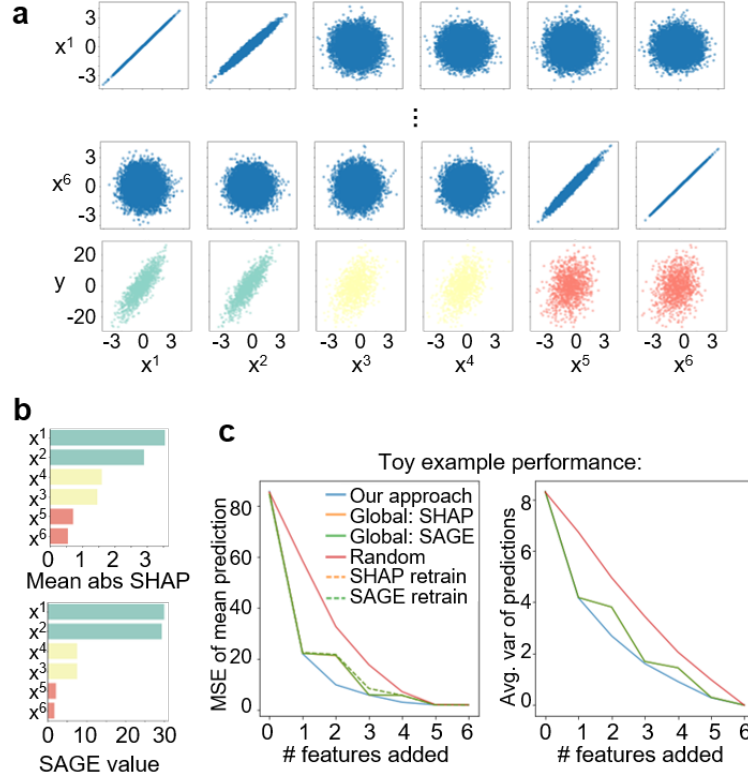 a
x¹
3
0
-3
⋮
x⁶
3
0
-3
y
20
0
-20
-3 0 3 -3 0 3 -3 0 3 -3 0 3 -3 0 3 -3 0 3
x¹ x² x³ x⁴ x⁵ x⁶
b
x¹
x²
x⁴
x³
x⁵
x⁶
0 1 2 3
Mean abs SHAP
x¹
x²
x⁴
x³
x⁵
x⁶
0 10 20 30
SAGE value
c
Toy example performance:
MSE of mean prediction
80
60
40
20
0
Our approach
Global: SHAP
Global: SAGE
Random
SHAP retrain
SAGE retrain
0 1 2 3 4 5 6
# features added
Avg. var of predictions
8
6
4
2
0
0 1 2 3 4 5 6
# features added